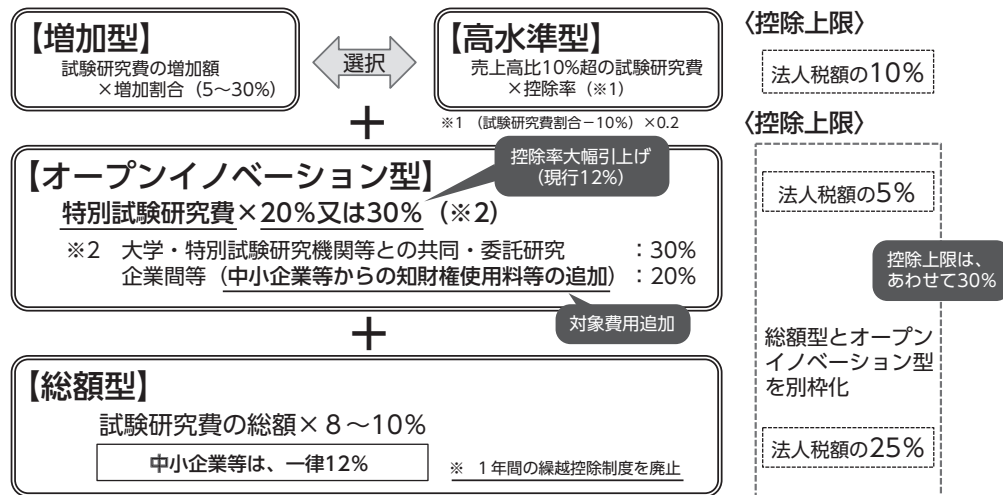 【増加型】
試験研究費の増加額
×増加割合（5～30%）
選択
【高水準型】
売上高比10%超の試験研究費
×控除率（※1）
※1 （試験研究費割合－10%）×0.2
〈控除上限〉
法人税額の10%
＋
〈控除上限〉
【オープンイノベーション型】
控除率大幅引上げ
（現行12%）
特別試験研究費×20%又は30%（※2）
※2 大学・特別試験研究機関等との共同・委託研究 ：30%
企業間等（中小企業等からの知財権使用料等の追加）：20%
対象費用追加
法人税額の5%
控除上限は、
あわせて30%
総額型とオープン
イノベーション型
を別枠化
法人税額の25%
＋
【総額型】
試験研究費の総額×8～10%
中小企業等は、一律12%
※ 1年間の繰越控除制度を廃止